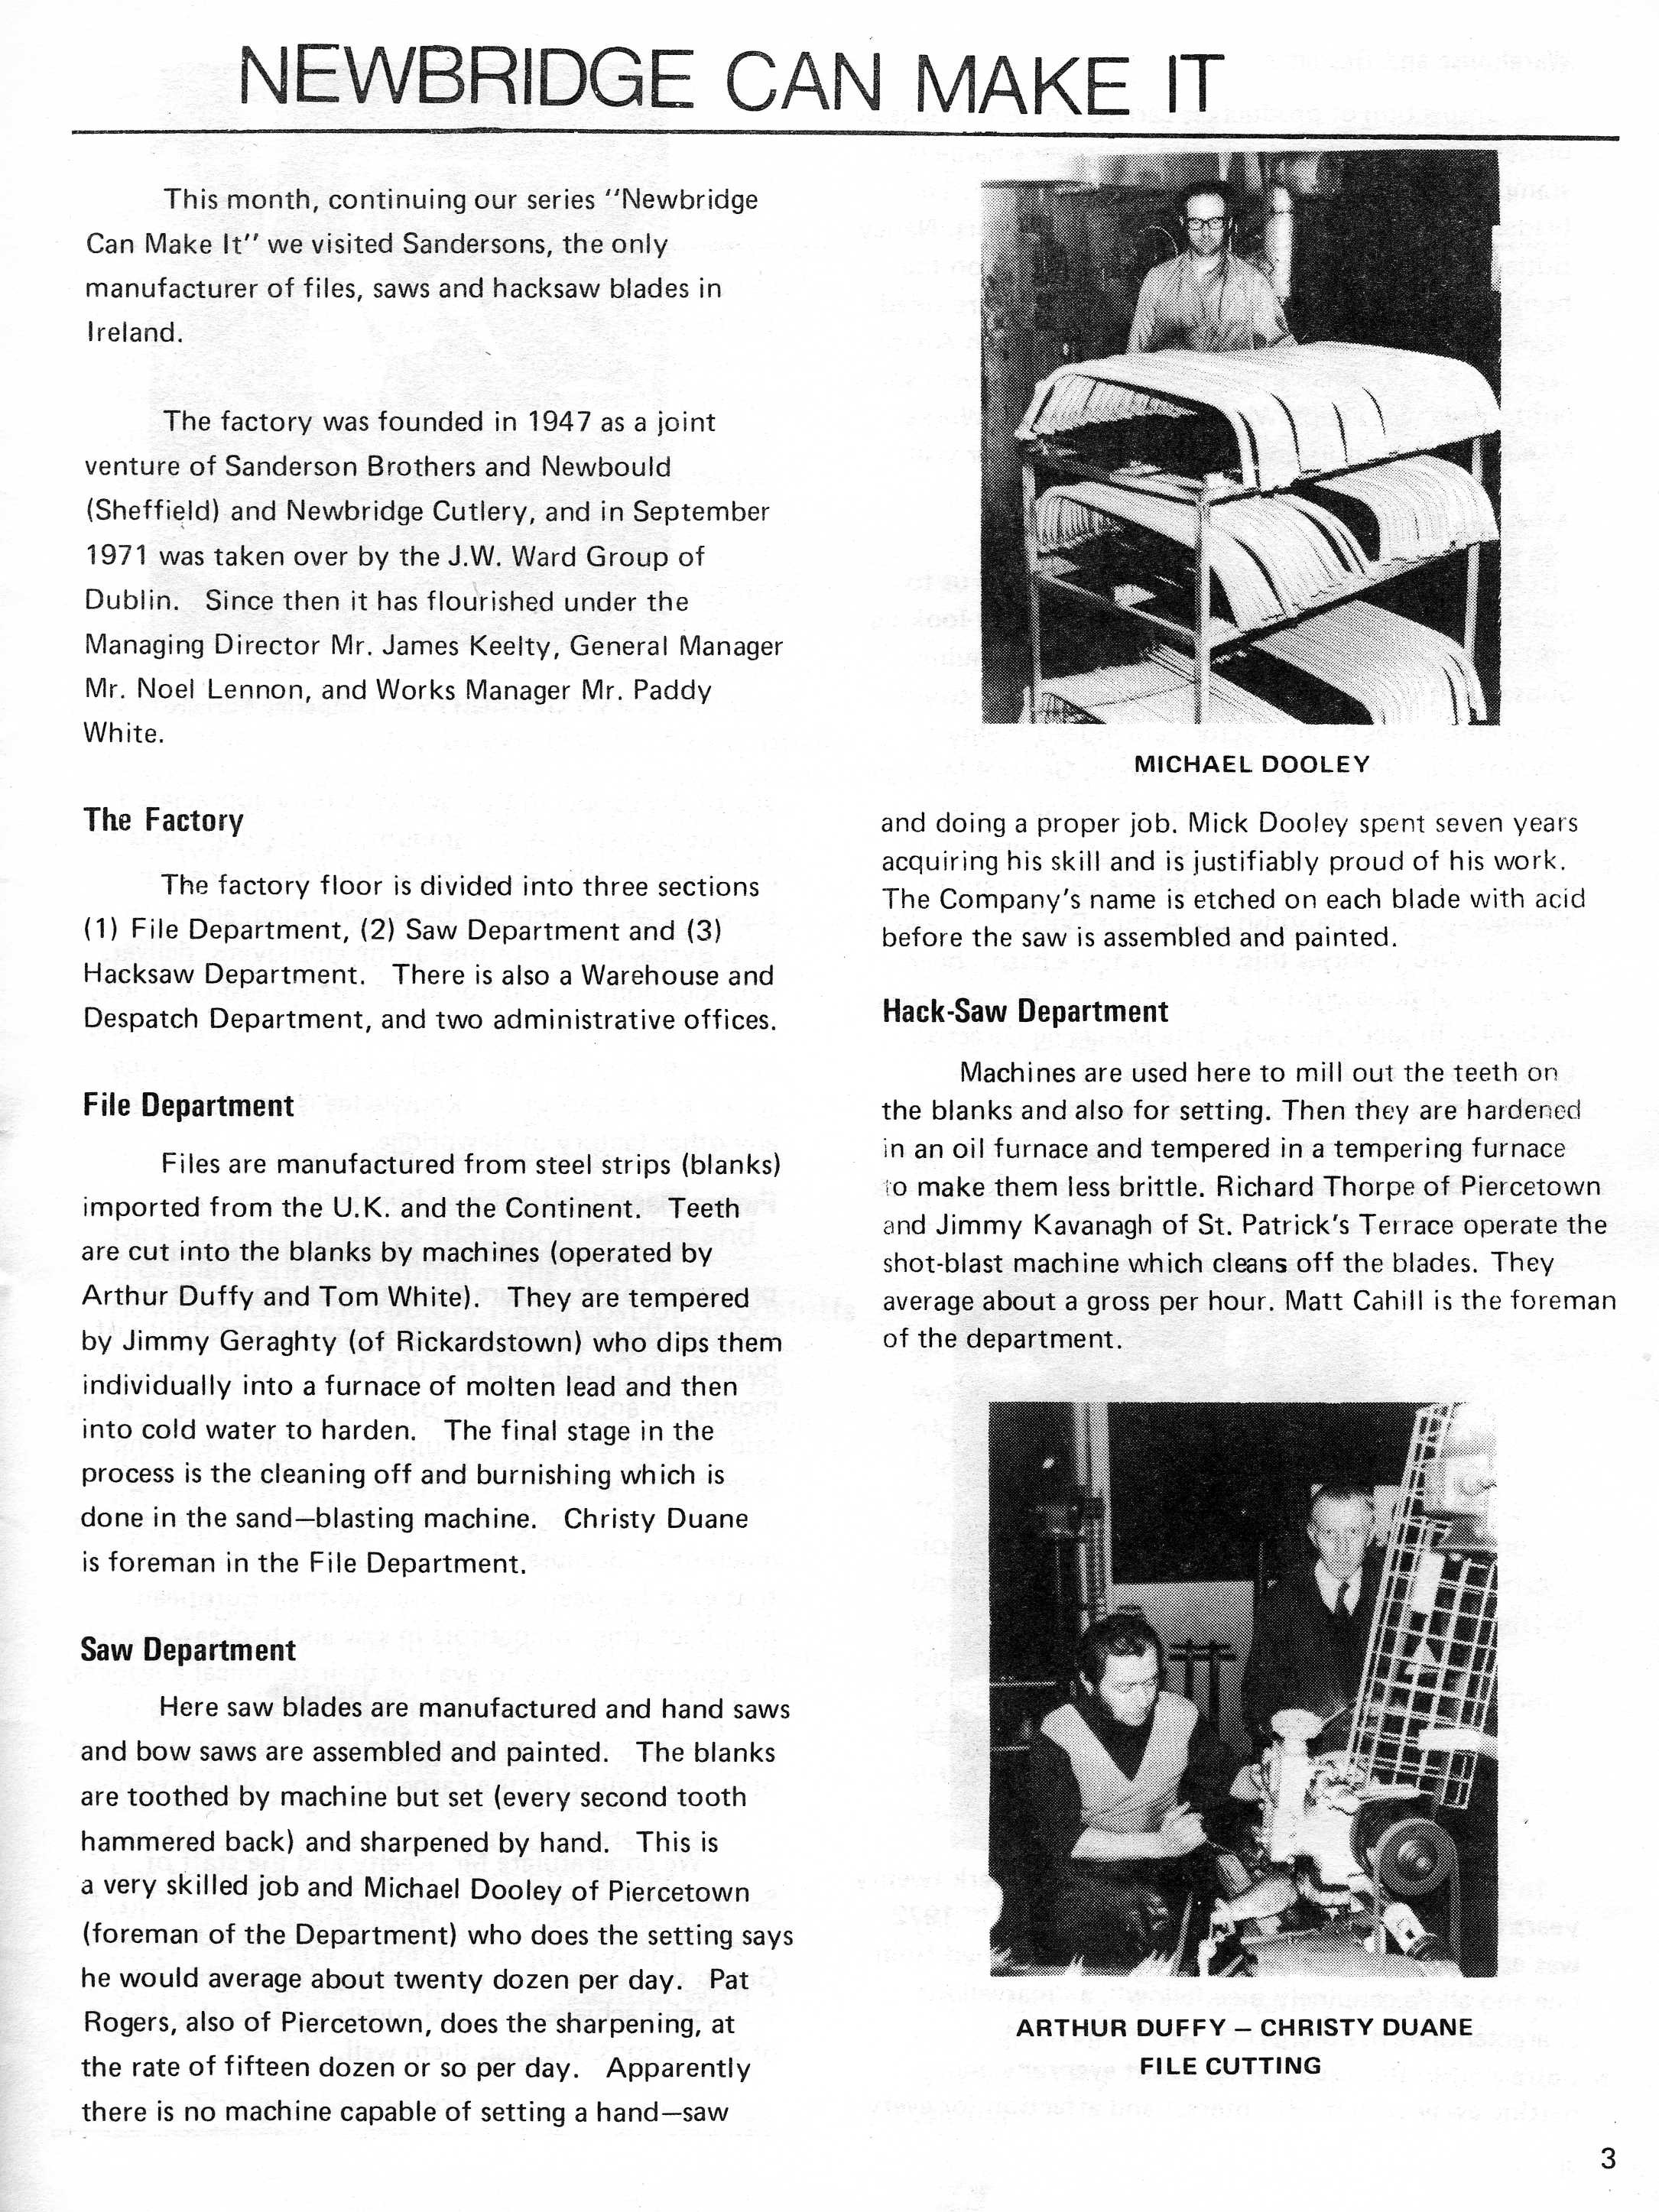 NEWBRIDGE CAN MAKE IT
This month, continuing our series "Newbridge
Can Make It" we visited Sandersons, the only
manufacturer of files, saws and hacksaw blades in
Ireland.
The factory was founded in 1947 as a joint
venture of Sanderson Brothers and Newbould
(Sheffield) and Newbridge Cutlery, and in September
1971 was taken over by the J.W. Ward Group of
Dublin. Since then it has flourished under the
Managing Director Mr. James Keelty, General Manager
Mr. Noel Lennon, and Works Manager Mr. Paddy
White.
The Factory
The factory floor is divided into three sections
(1) File Department, (2) Saw Department and (3)
Hacksaw Department. There is also a Warehouse and
Despatch Department, and two administrative offices.
File Department
Files are manufactured from steel strips (blanks)
imported from the U.K. and the Continent. Teeth
are cut into the blanks by machines (operated by
Arthur Duffy and Tom White). They are tempered
by Jimmy Geraghty (of Rickardstown) who dips them
individually into a furnace of molten lead and then
into cold water to harden. The final stage in the
process is the cleaning off and burnishing which is
done in the sand—blasting machine. Christy Duane
is foreman in the File Department.
Saw Department
Here saw blades are manufactured and hand saws
and bow saws are assembled and painted. The blanks
are toothed by machine but set (every second tooth
hammered back) and sharpened by hand. This is
a very skilled job and Michael Dooley of Piercetown
(foreman of the Department) who does the setting says
he would average about twenty dozen per day. Pat
Rogers, also of Piercetown, does the sharpening, at
the rate of fifteen dozen or so per day. Apparently
there is no machine capable of setting a hand—saw
MICHAEL DOOLEY
and doing a proper job. Mick Dooley spent seven years
acquiring his skill and is justifiably proud of his work.
The Company's name is etched on each blade with acid
before the saw is assembled and painted.
Hack-Saw Department
Machines are used here to mill out the teeth on
the blanks and also for setting. Then they are hardened
in an oil furnace and tempered in a tempering furnace
to make them less brittle. Richard Thorpe of Piercetown
and Jimmy Kavanagh of St. Patrick's Terrace operate the
shot-blast machine which cleans off the blades. They
average about a gross per hour. Matt Cahill is the foreman
of the department.
ARTHUR DUFFY — CHRISTY DUANE
FILE CUTTING
3